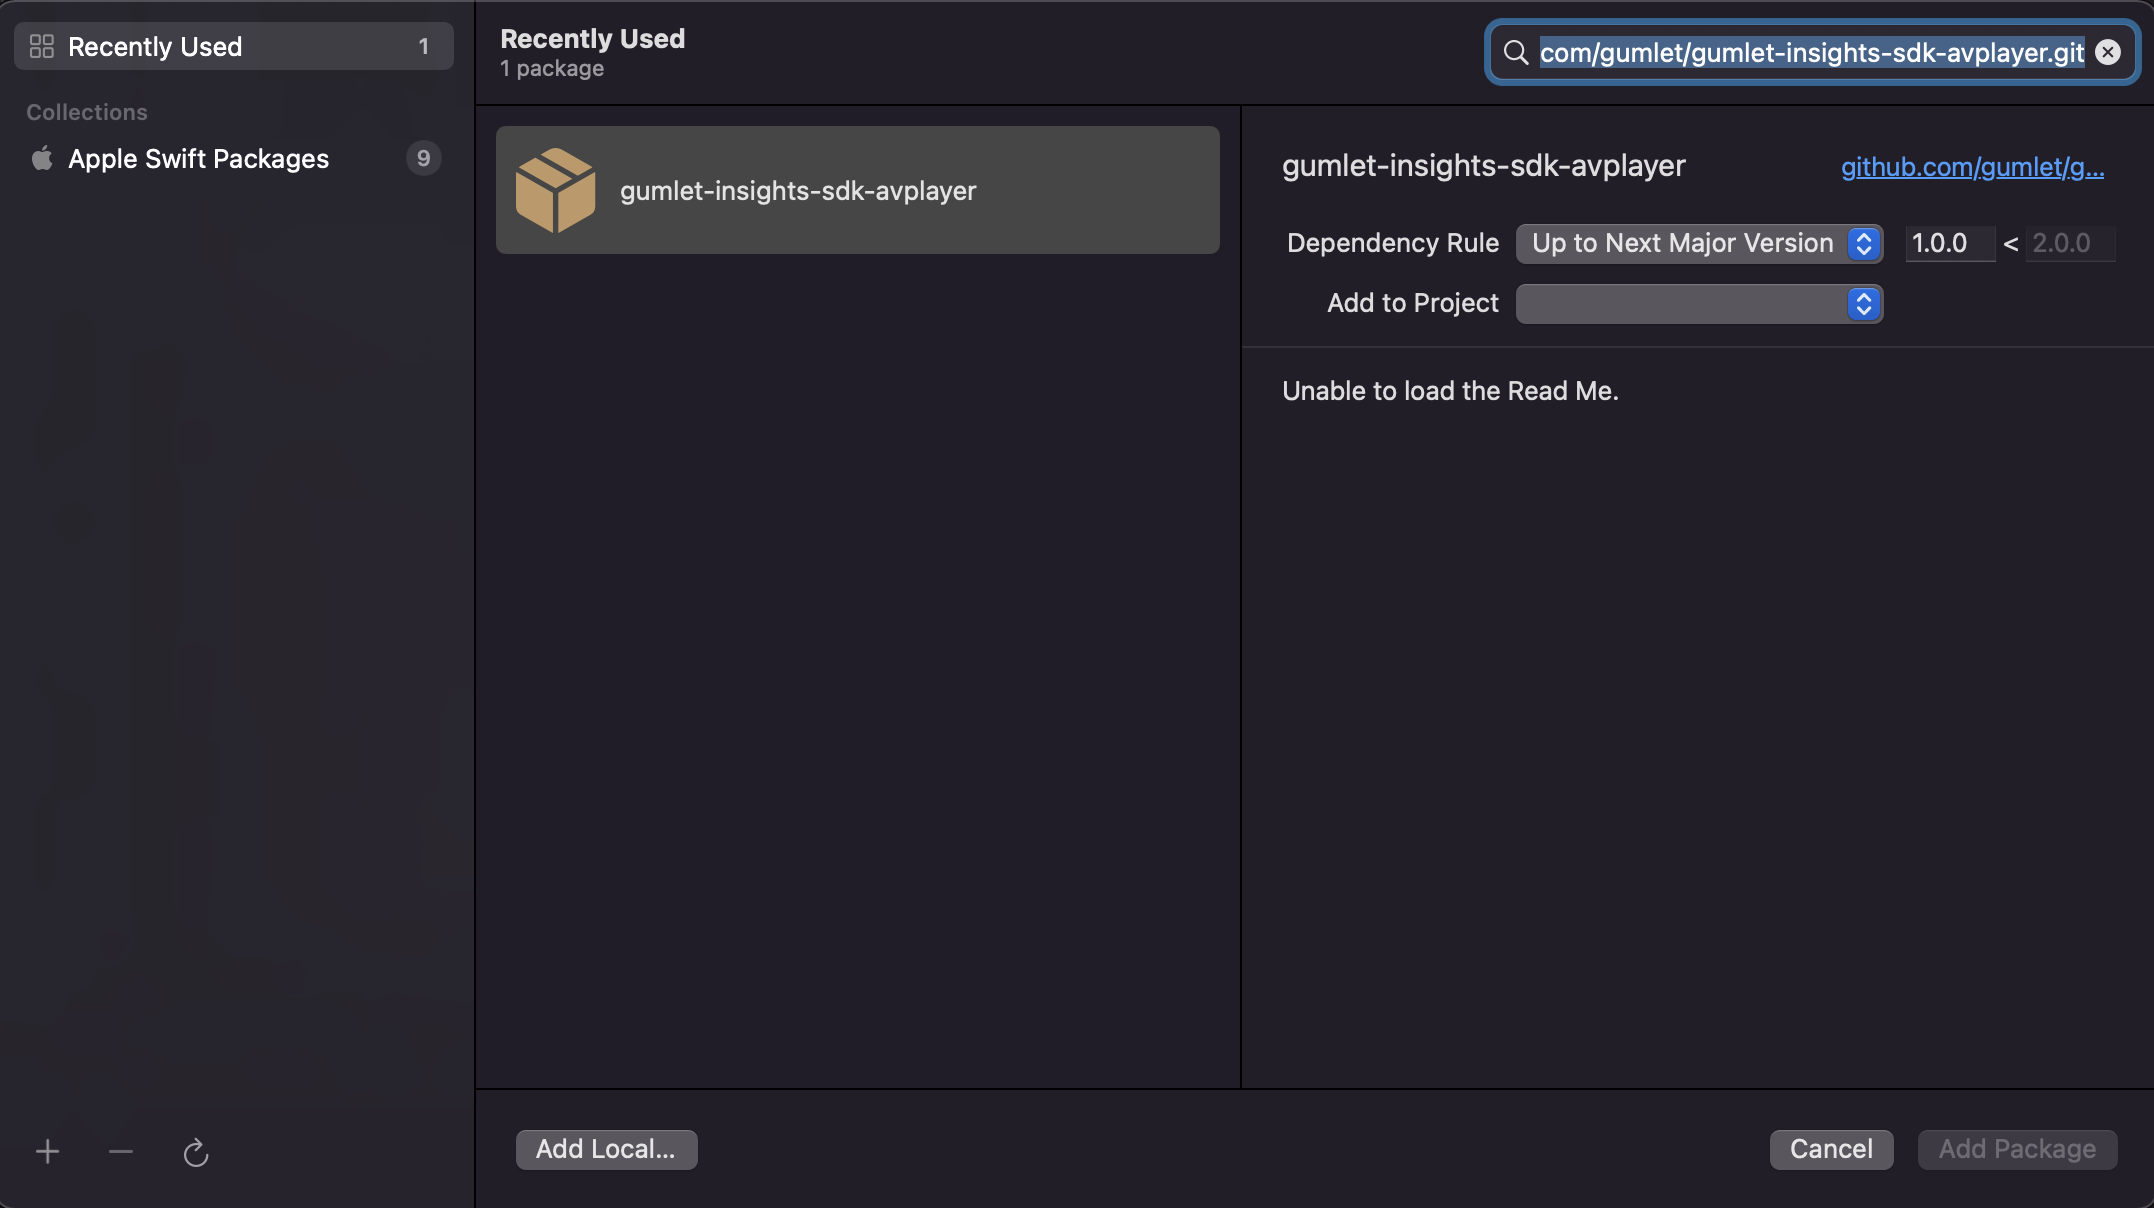 Recently Used 1
Collections
Apple Swift Packages 9
Recently Used
1 package
com/gumlet/gumlet-insights-sdk-avplayer.git
gumlet-insights-sdk-avplayer
gumlet-insights-sdk-avplayer github.com/gumlet/g...
Dependency Rule Up to Next Major Version 1.0.0 < 2.0.0
Add to Project
Unable to load the Read Me.
Add Local... Cancel Add Package